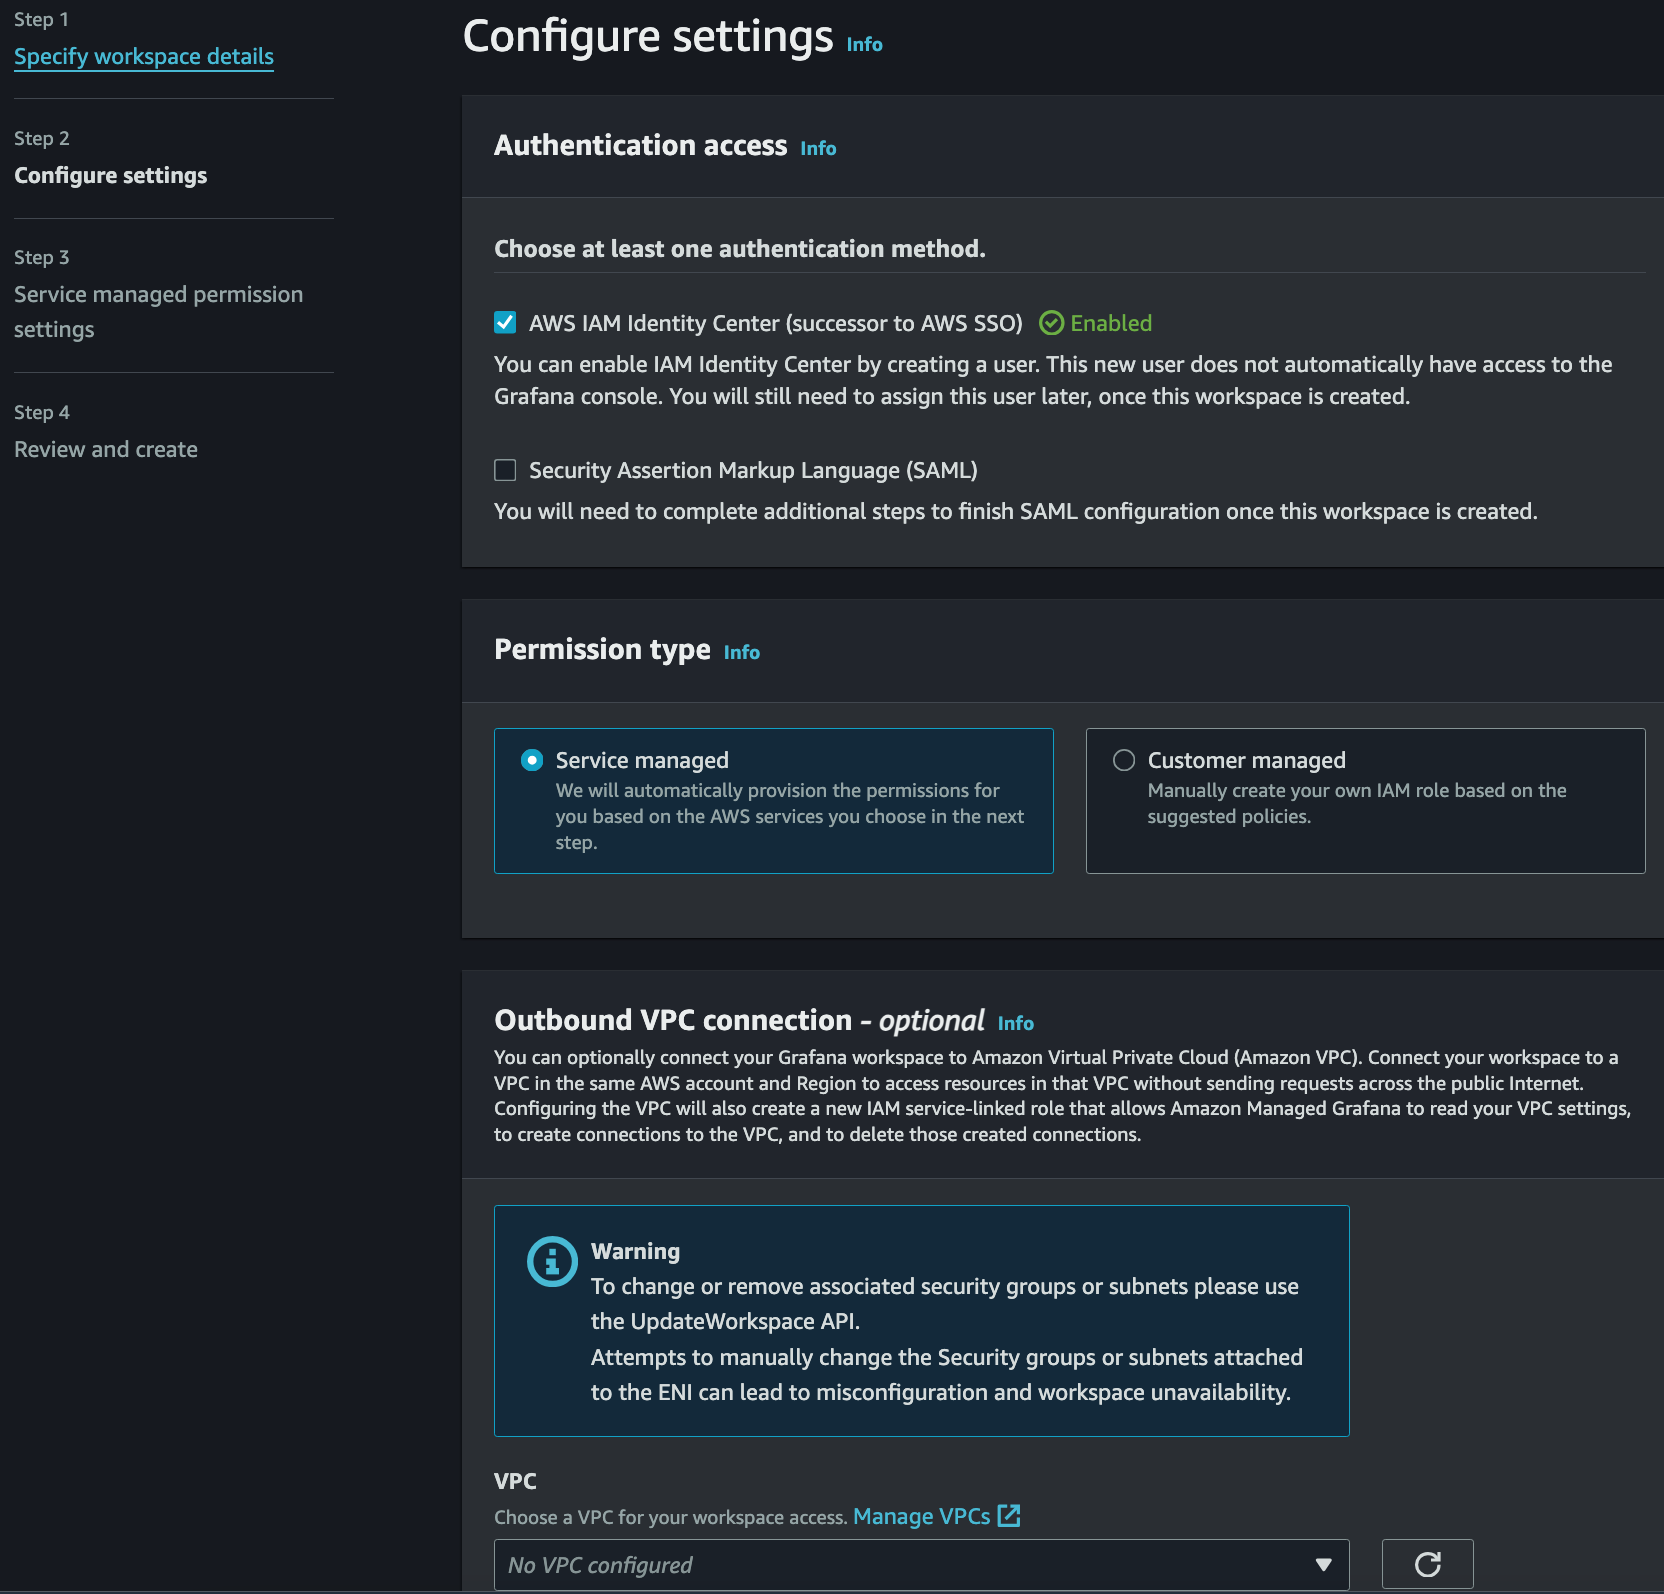 Step 1
Specify workspace details
Step 2
Configure settings
Step 3
Service managed permission
settings
Step 4
Review and create
Configure settings Info
Authentication access Info
Choose at least one authentication method.
AWS IAM Identity Center (successor to AWS SSO) Enabled
You can enable IAM Identity Center by creating a user. This new user does not automatically have access to the
Grafana console. You will still need to assign this user later, once this workspace is created.
Security Assertion Markup Language (SAML)
You will need to complete additional steps to finish SAML configuration once this workspace is created.
Permission type Info
Service managed
We will automatically provision the permissions for
you based on the AWS services you choose in the next
step.
Customer managed
Manually create your own IAM role based on the
suggested policies.
Outbound VPC connection - optional Info
You can optionally connect your Grafana workspace to Amazon Virtual Private Cloud (Amazon VPC). Connect your workspace to a
VPC in the same AWS account and Region to access resources in that VPC without sending requests across the public Internet.
Configuring the VPC will also create a new IAM service-linked role that allows Amazon Managed Grafana to read your VPC settings,
to create connections to the VPC, and to delete those created connections.
Warning
To change or remove associated security groups or subnets please use
the UpdateWorkspace API.
Attempts to manually change the Security groups or subnets attached
to the ENI can lead to misconfiguration and workspace unavailability.
VPC
Choose a VPC for your workspace access. Manage VPCs
No VPC configured